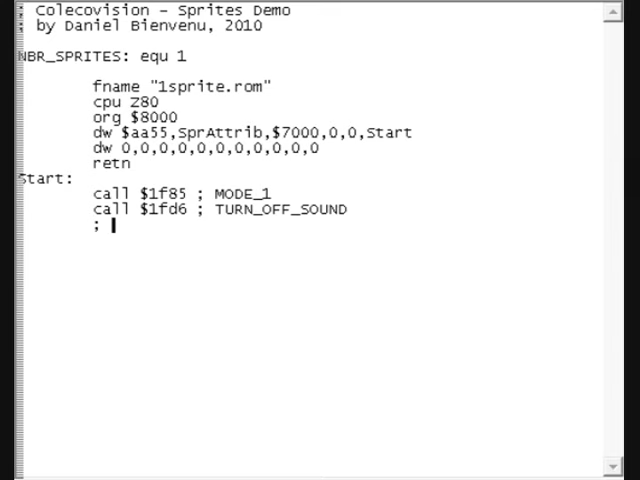 ; Colecovision - Sprites Demo
; by Daniel Bienvenu, 2010
NBR_SPRITES: equ 1
fname "1sprite.rom"
cpu Z80
org $8000
dw $aa55,SprAttrib,$7000,0,0,Start
dw 0,0,0,0,0,0,0,0,0,0,0
retn
Start:
call $1f85 ; MODE_1
call $1fd6 ; TURN_OFF_SOUND
;